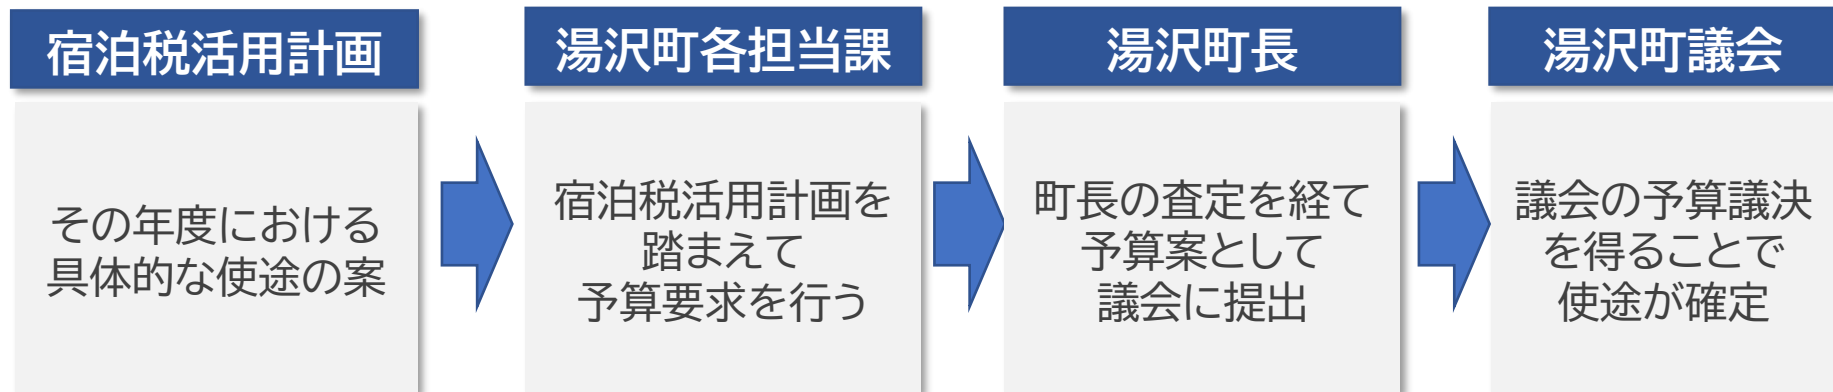 宿泊税活用計画
その年度における
具体的な使途の案
湯沢町各担当課
宿泊税活用計画を
踏まえて
予算要求を行う
湯沢町長
町長の査定を経て
予算案として
議会に提出
湯沢町議会
議会の予算議決
を得ることで
使途が確定